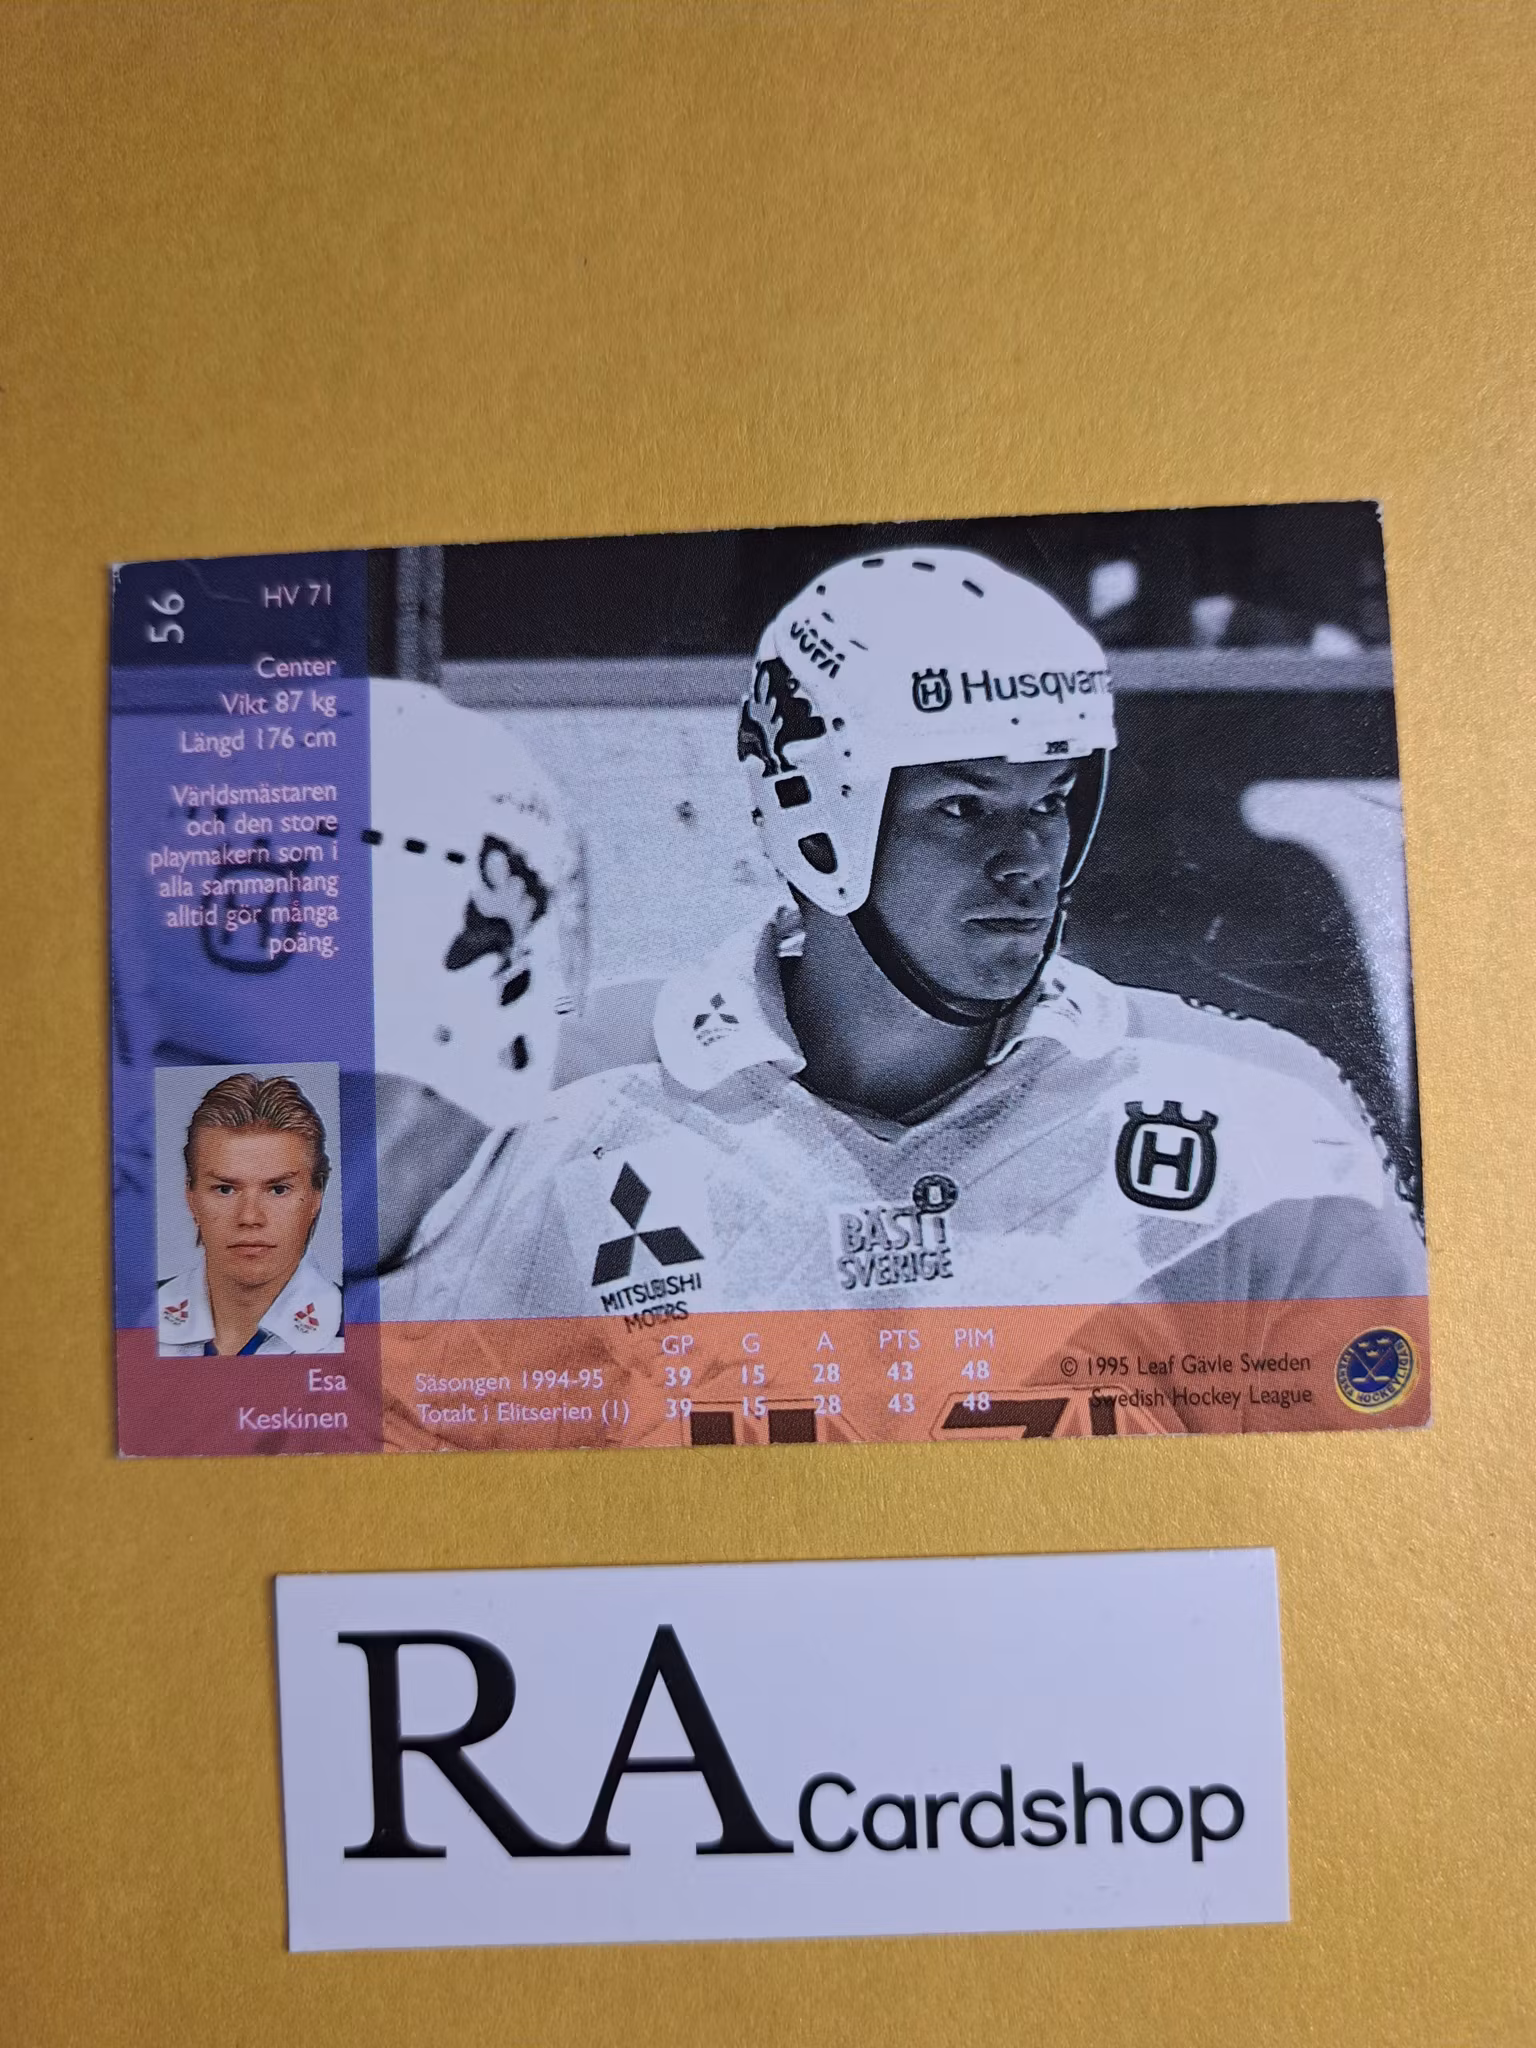 56
HV 71
Center
Vikt 87 kg
Längd 176 cm
Världsmästaren
och den store
playmakern som i
alla sammanhang
alltid gör många
poäng.
Esa
Keskinen
JOFA
Husqvarna
MITSUBISHI
MOTORS
BÄST I
SVERIGE
H
GP G A PTS PIM
Säsongen 1994-95 39 15 28 43 48
Totalt i Elitserien (1) 39 15 28 43 48
© 1995 Leaf Gävle Sweden
Swedish Hockey League
RA Cardshop